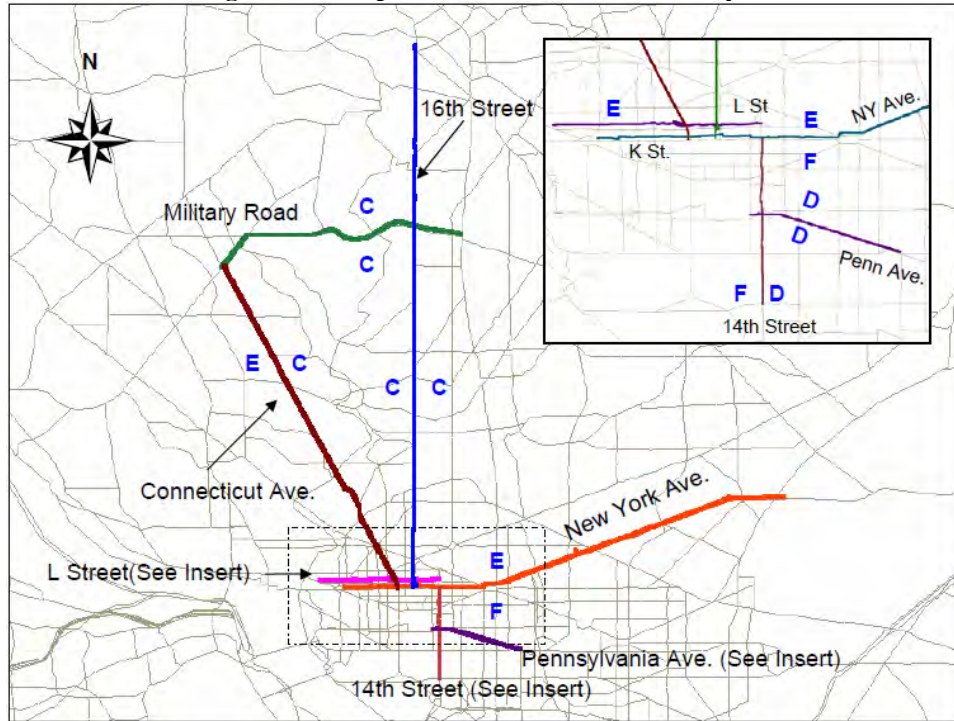 N
16th Street
Military Road
C
C
E C
C C
Connecticut Ave.
New York Ave.
L Street(See Insert)
E
F
Pennsylvania Ave. (See Insert)
14th Street (See Insert)
E
L St
E
NY Ave.
K St.
F
D
D
Penn Ave.
F D
14th Street